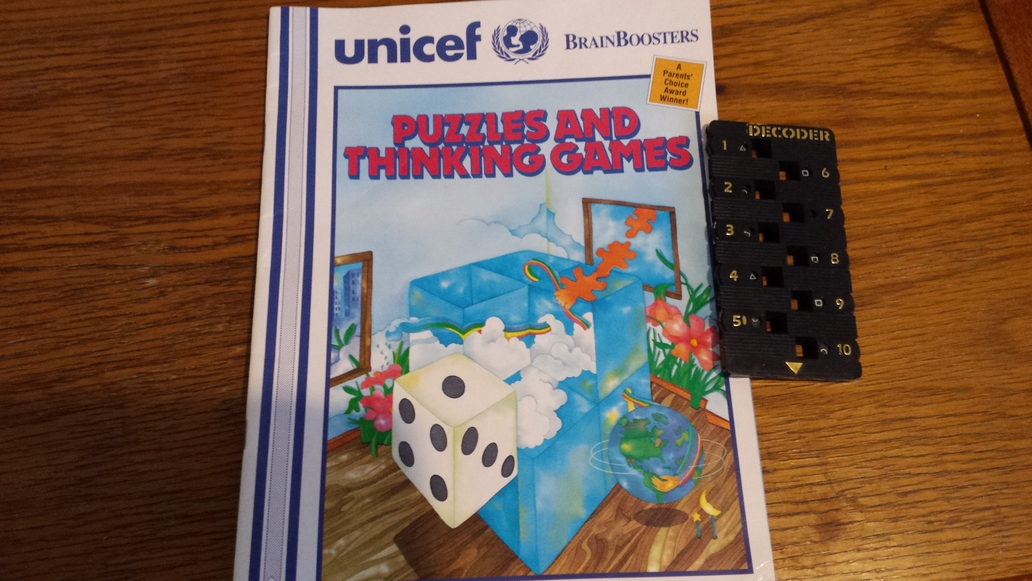 unicef BRAINBOOSTERS
A
Parents'
Choice
Award
Winner!
PUZZLES AND
THINKING GAMES
DECODER
1
6
2
7
3
8
4
9
5
10